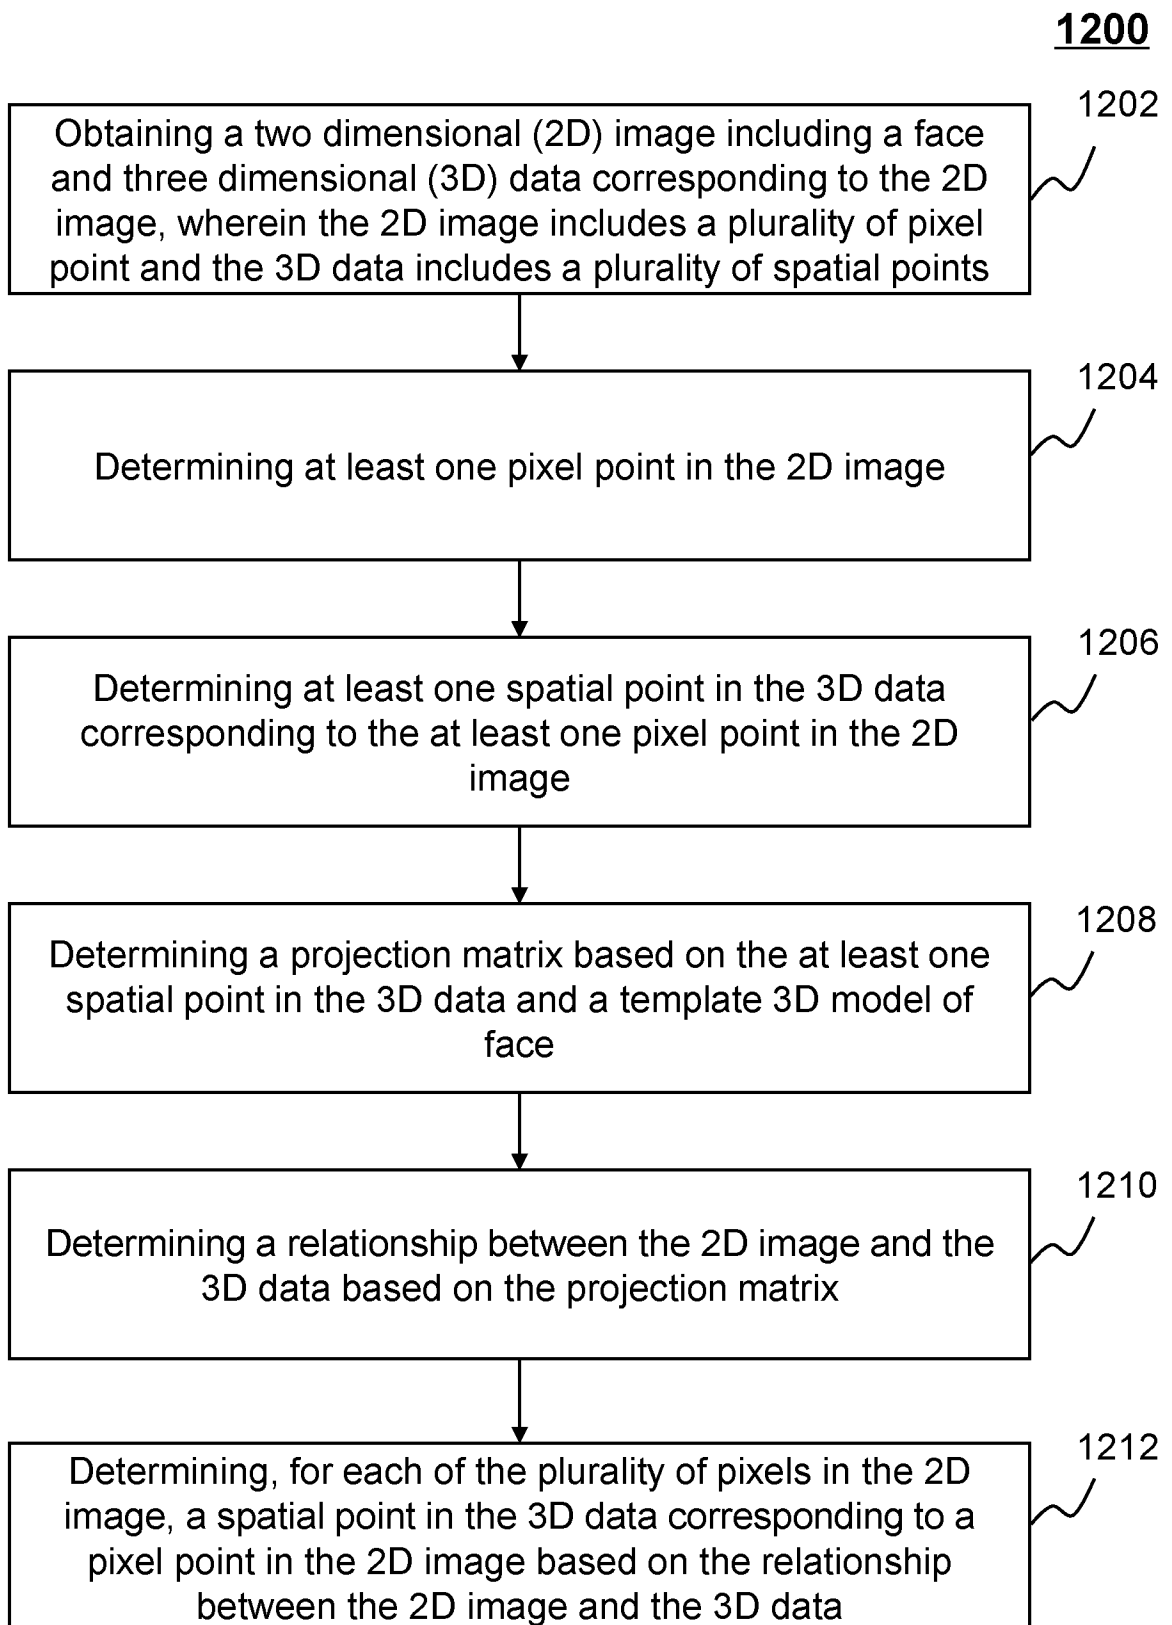 1200
1202
Obtaining a two dimensional (2D) image including a face
and three dimensional (3D) data corresponding to the 2D
image, wherein the 2D image includes a plurality of pixel
point and the 3D data includes a plurality of spatial points
1204
Determining at least one pixel point in the 2D image
1206
Determining at least one spatial point in the 3D data
corresponding to the at least one pixel point in the 2D
image
1208
Determining a projection matrix based on the at least one
spatial point in the 3D data and a template 3D model of
face
1210
Determining a relationship between the 2D image and the
3D data based on the projection matrix
1212
Determining, for each of the plurality of pixels in the 2D
image, a spatial point in the 3D data corresponding to a
pixel point in the 2D image based on the relationship
between the 2D image and the 3D data